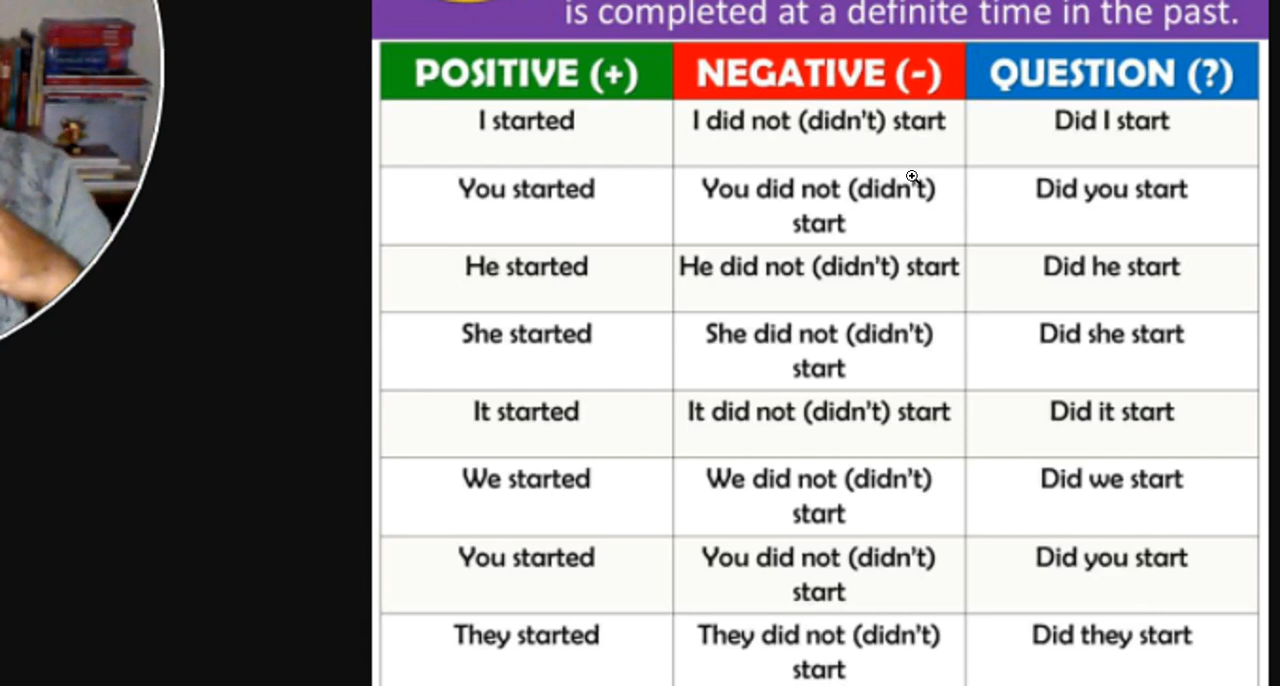 is completed at a definite time in the past.
POSITIVE (+) NEGATIVE (-) QUESTION (?)
I started I did not (didn't) start Did I start
You started You did not (didn't) start Did you start
He started He did not (didn't) start Did he start
She started She did not (didn't) start Did she start
It started It did not (didn't) start Did it start
We started We did not (didn't) start Did we start
You started You did not (didn't) start Did you start
They started They did not (didn't) start Did they start